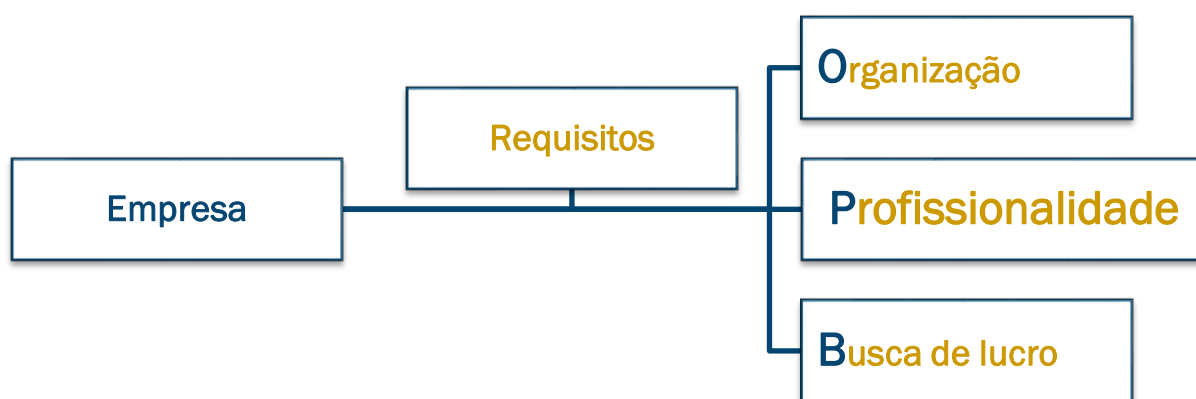 Empresa
Requisitos
Organização
Profissionalidade
Busca de lucro